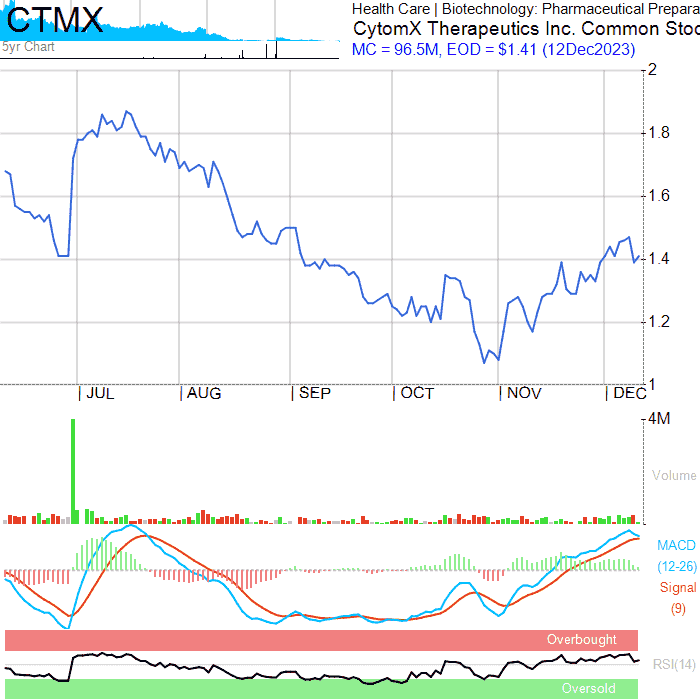 CTMX
5yr Chart
Health Care | Biotechnology: Pharmaceutical Prepara
CytomX Therapeutics Inc. Common Stoc
MC = 96.5M, EOD = $1.41 (12Dec2023)
2
1.8
1.6
1.4
1.2
1
| JUL | AUG | SEP | OCT | NOV | DEC
4M
Volume
MACD
(12-26)
Signal
(9)
Overbought
RSI(14)
Oversold